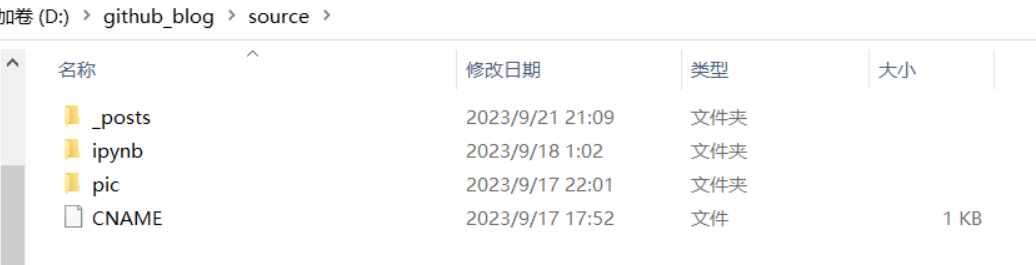 加卷 (D:) > github_blog > source >
名称 修改日期 类型 大小
_posts 2023/9/21 21:09 文件夹
ipynb 2023/9/18 1:02 文件夹
pic 2023/9/17 22:01 文件夹
CNAME 2023/9/17 17:52 文件 1 KB